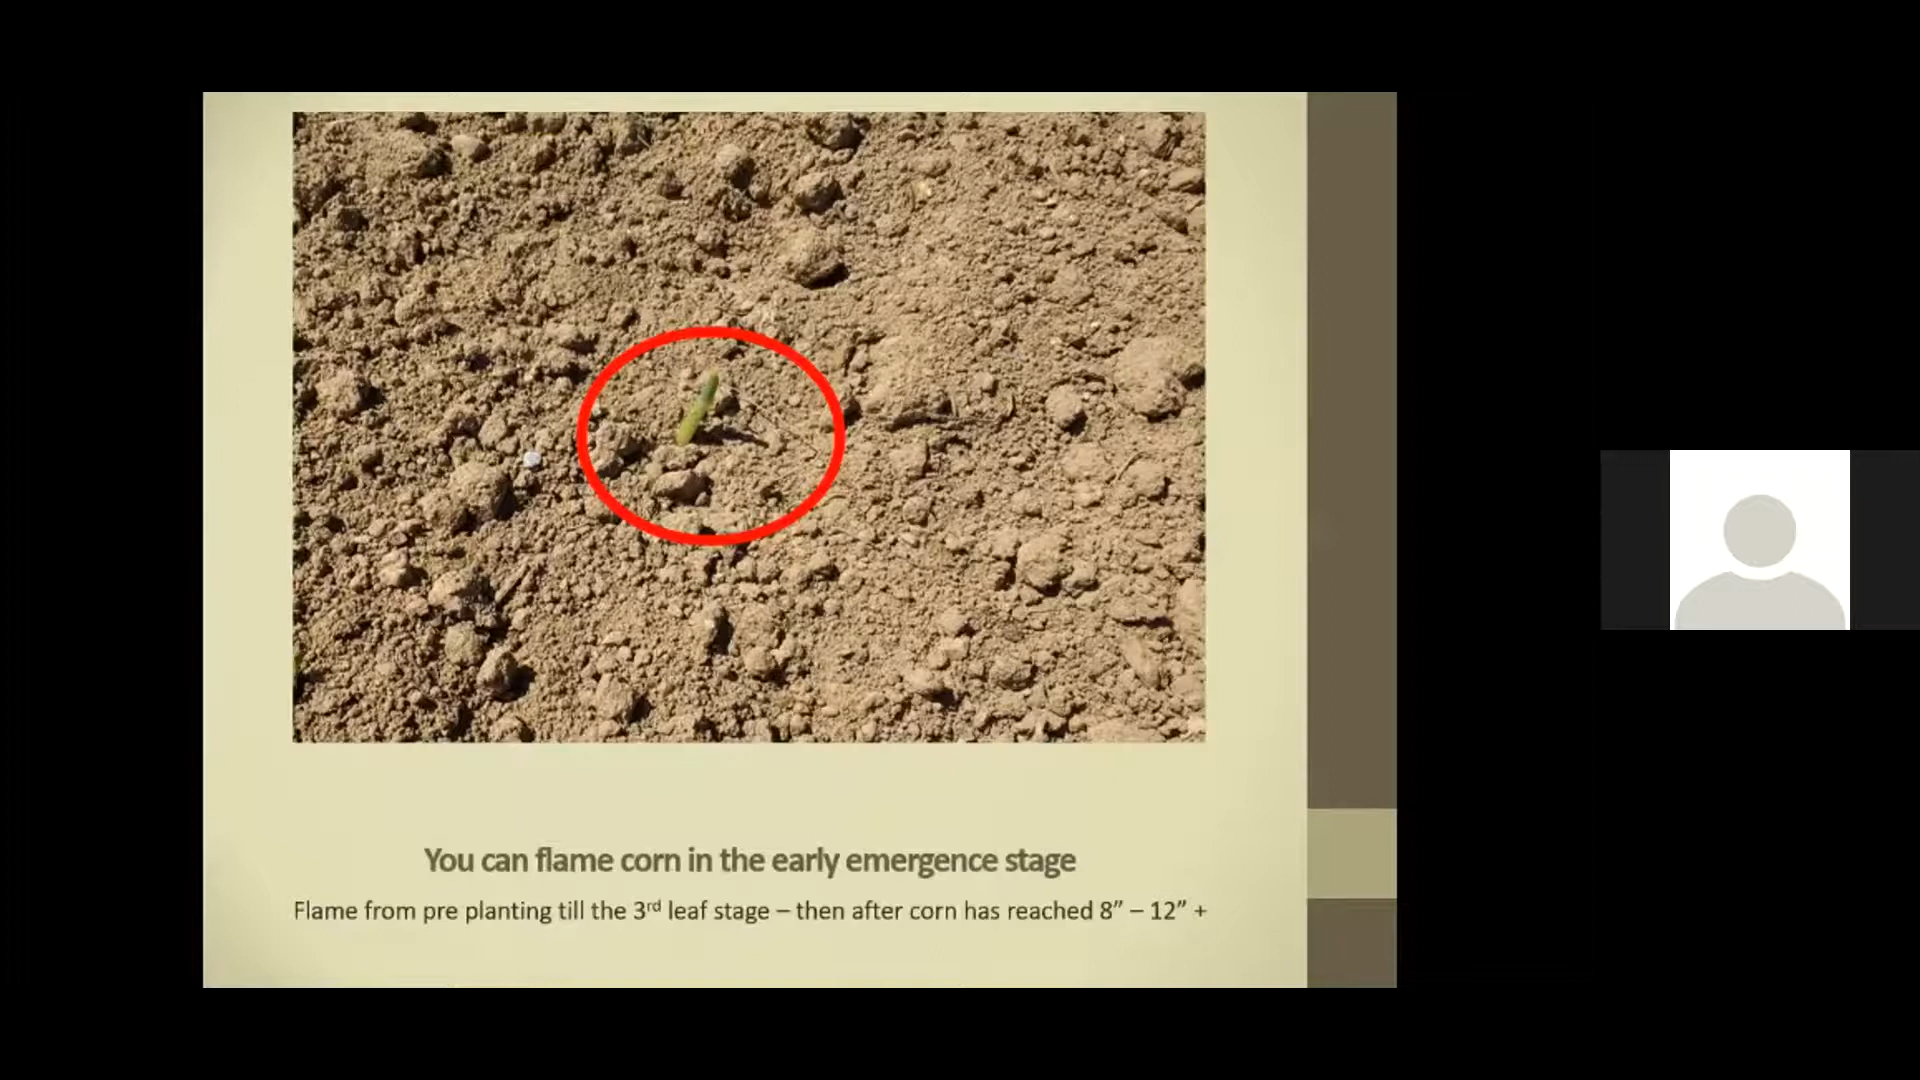 You can flame corn in the early emergence stage
Flame from pre planting till the 3rd leaf stage – then after corn has reached 8” – 12” +